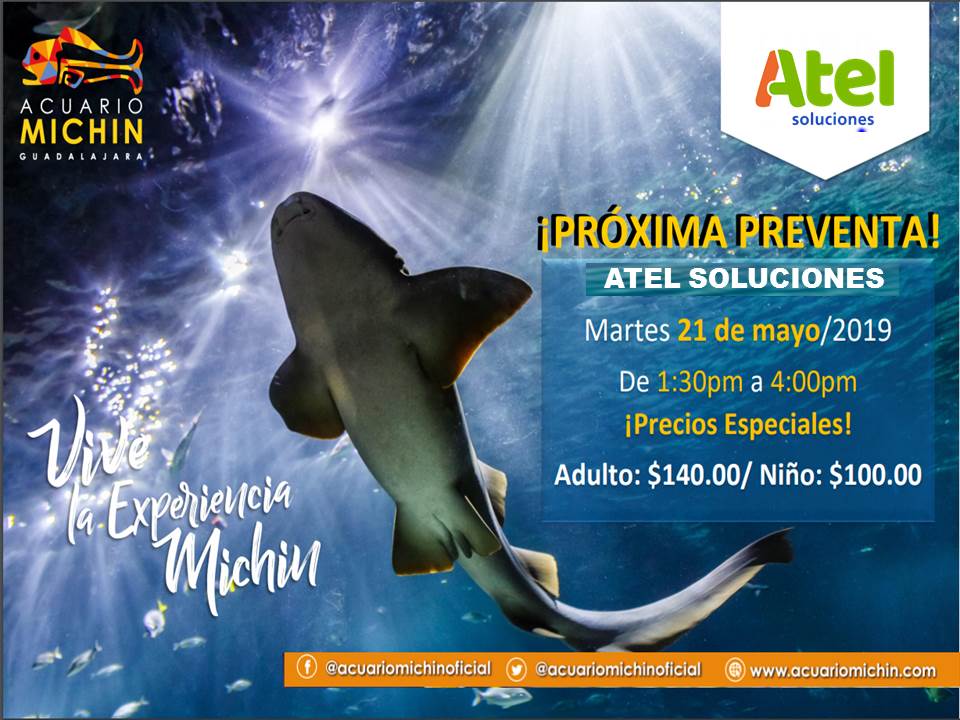 ACUARIO
MICHIN
GUADALAJARA
Atel
soluciones
¡PRÓXIMA PREVENTA!
ATEL SOLUCIONES
Martes 21 de mayo/2019
De 1:30pm a 4:00pm
¡Precios Especiales!
Adulto: $140.00/ Niño: $100.00
Vive
la Experiencia
Michin
@acuariomichinoficial @acuariomichinoficial www.acuariomichin.com